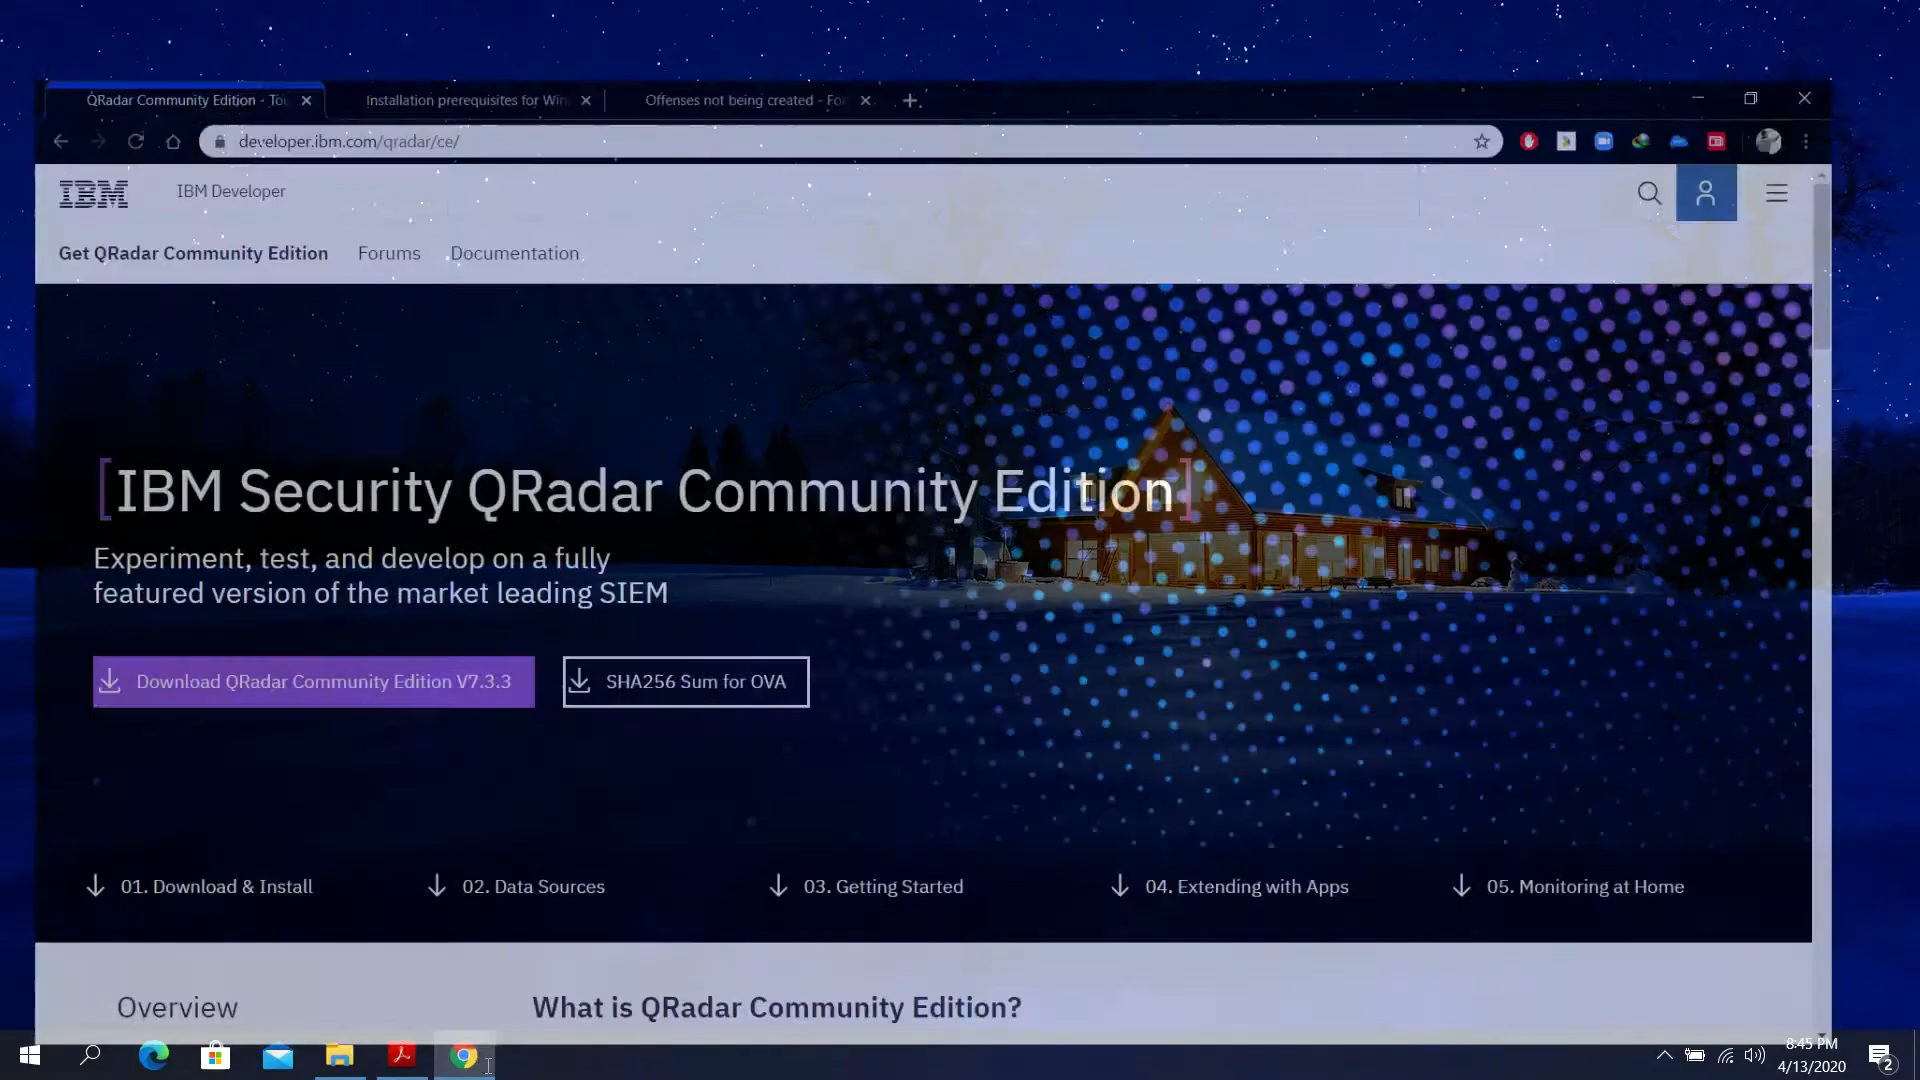 QRadar Community Edition - Tou
Installation prerequisites for Win
Offenses not being created - For
developer.ibm.com/qradar/ce/
IBM
IBM Developer
Get QRadar Community Edition
Forums
Documentation
[IBM Security QRadar Community Edition]
Experiment, test, and develop on a fully
featured version of the market leading SIEM
Download QRadar Community Edition V7.3.3
SHA256 Sum for OVA
01. Download & Install
02. Data Sources
03. Getting Started
04. Extending with Apps
05. Monitoring at Home
Overview
What is QRadar Community Edition?
8:45 PM
4/13/2020
2